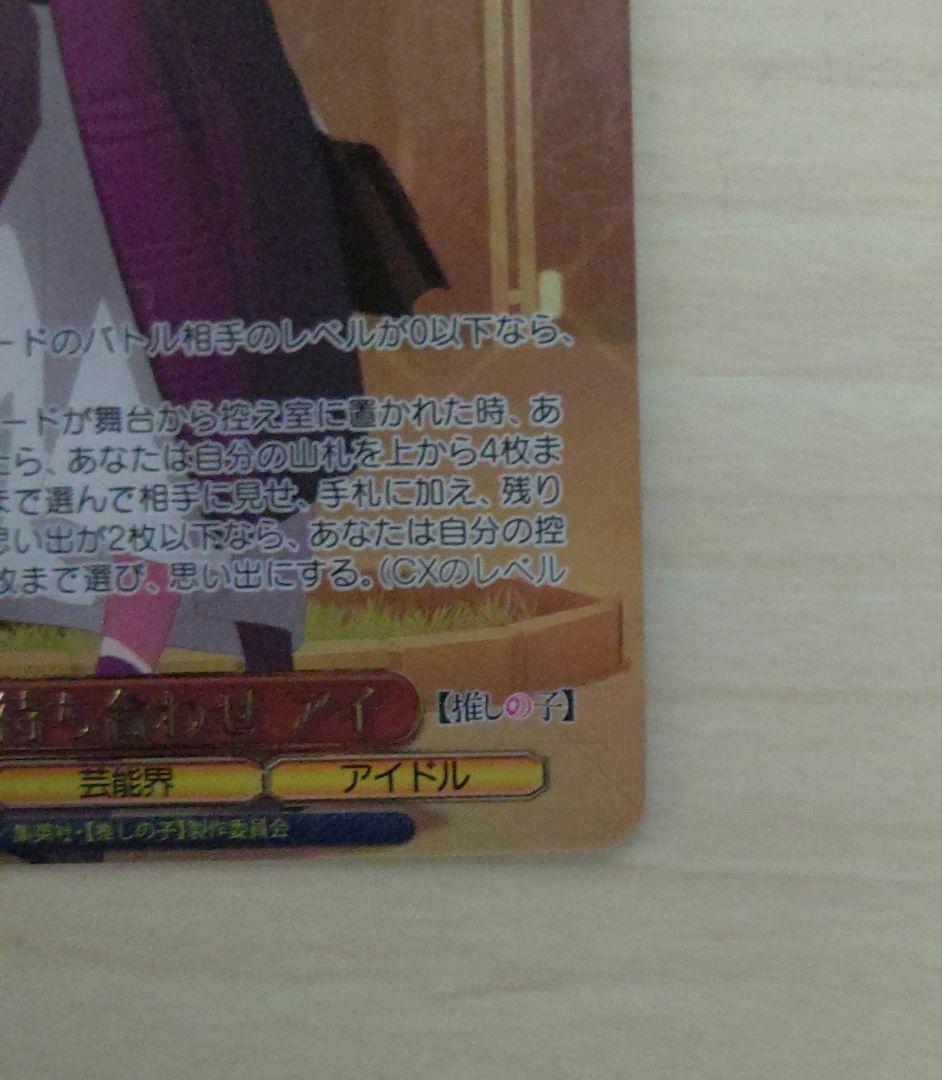 ードのバトル相手のレベルが0以下なら、
ードが舞台から控え室に置かれた時、あ
たら、あなたは自分の山札を上から4枚ま
まで選んで相手に見せ、手札に加え、残り
思い出が2枚以下なら、あなたは自分の控
枚まで選び、思い出にする。(CXのレベル
待ち合わせ アイ
【推しの子】
芸能界 アイドル
集英社・【推しの子】製作委員会